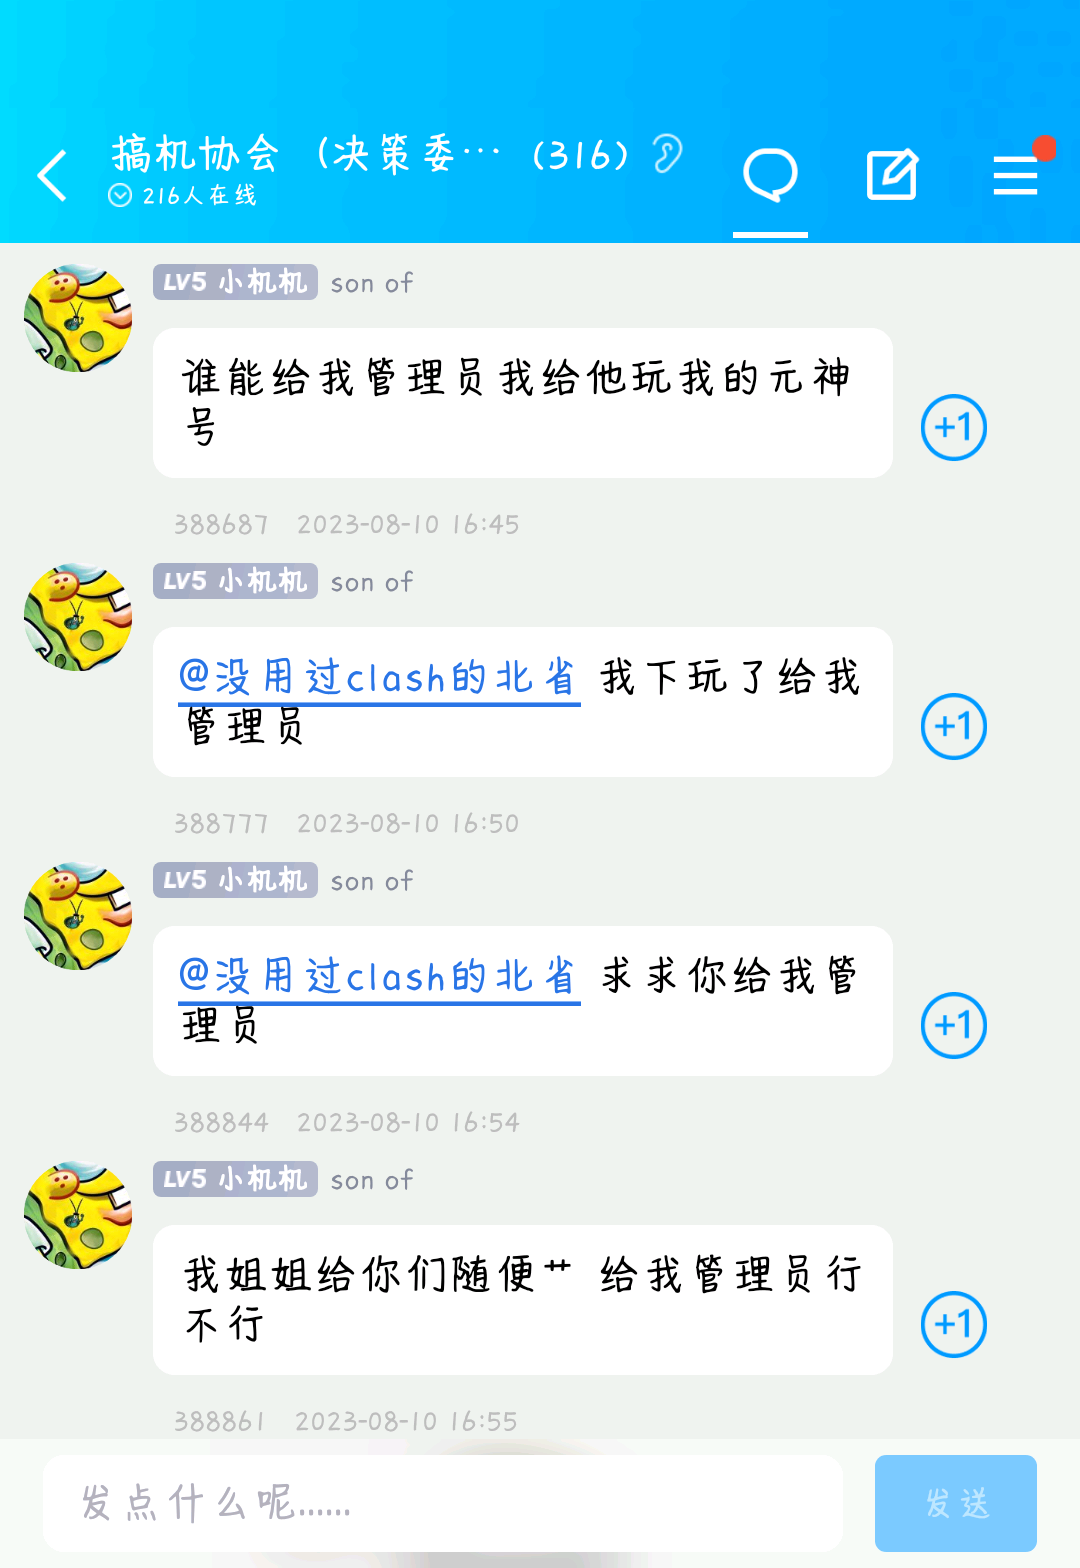 搞机协会 (决策委… (316)
216人在线
LV5 小机机 son of
谁能给我管理员我给他玩我的元神
号
+1
388687 2023-08-10 16:45
LV5 小机机 son of
@没用过clash的北省 我下玩了给我
管理员
+1
388777 2023-08-10 16:50
LV5 小机机 son of
@没用过clash的北省 求求你给我管
理员
+1
388844 2023-08-10 16:54
LV5 小机机 son of
我姐姐给你们随便艹 给我管理员行
不行
+1
388861 2023-08-10 16:55
发点什么呢......
发送